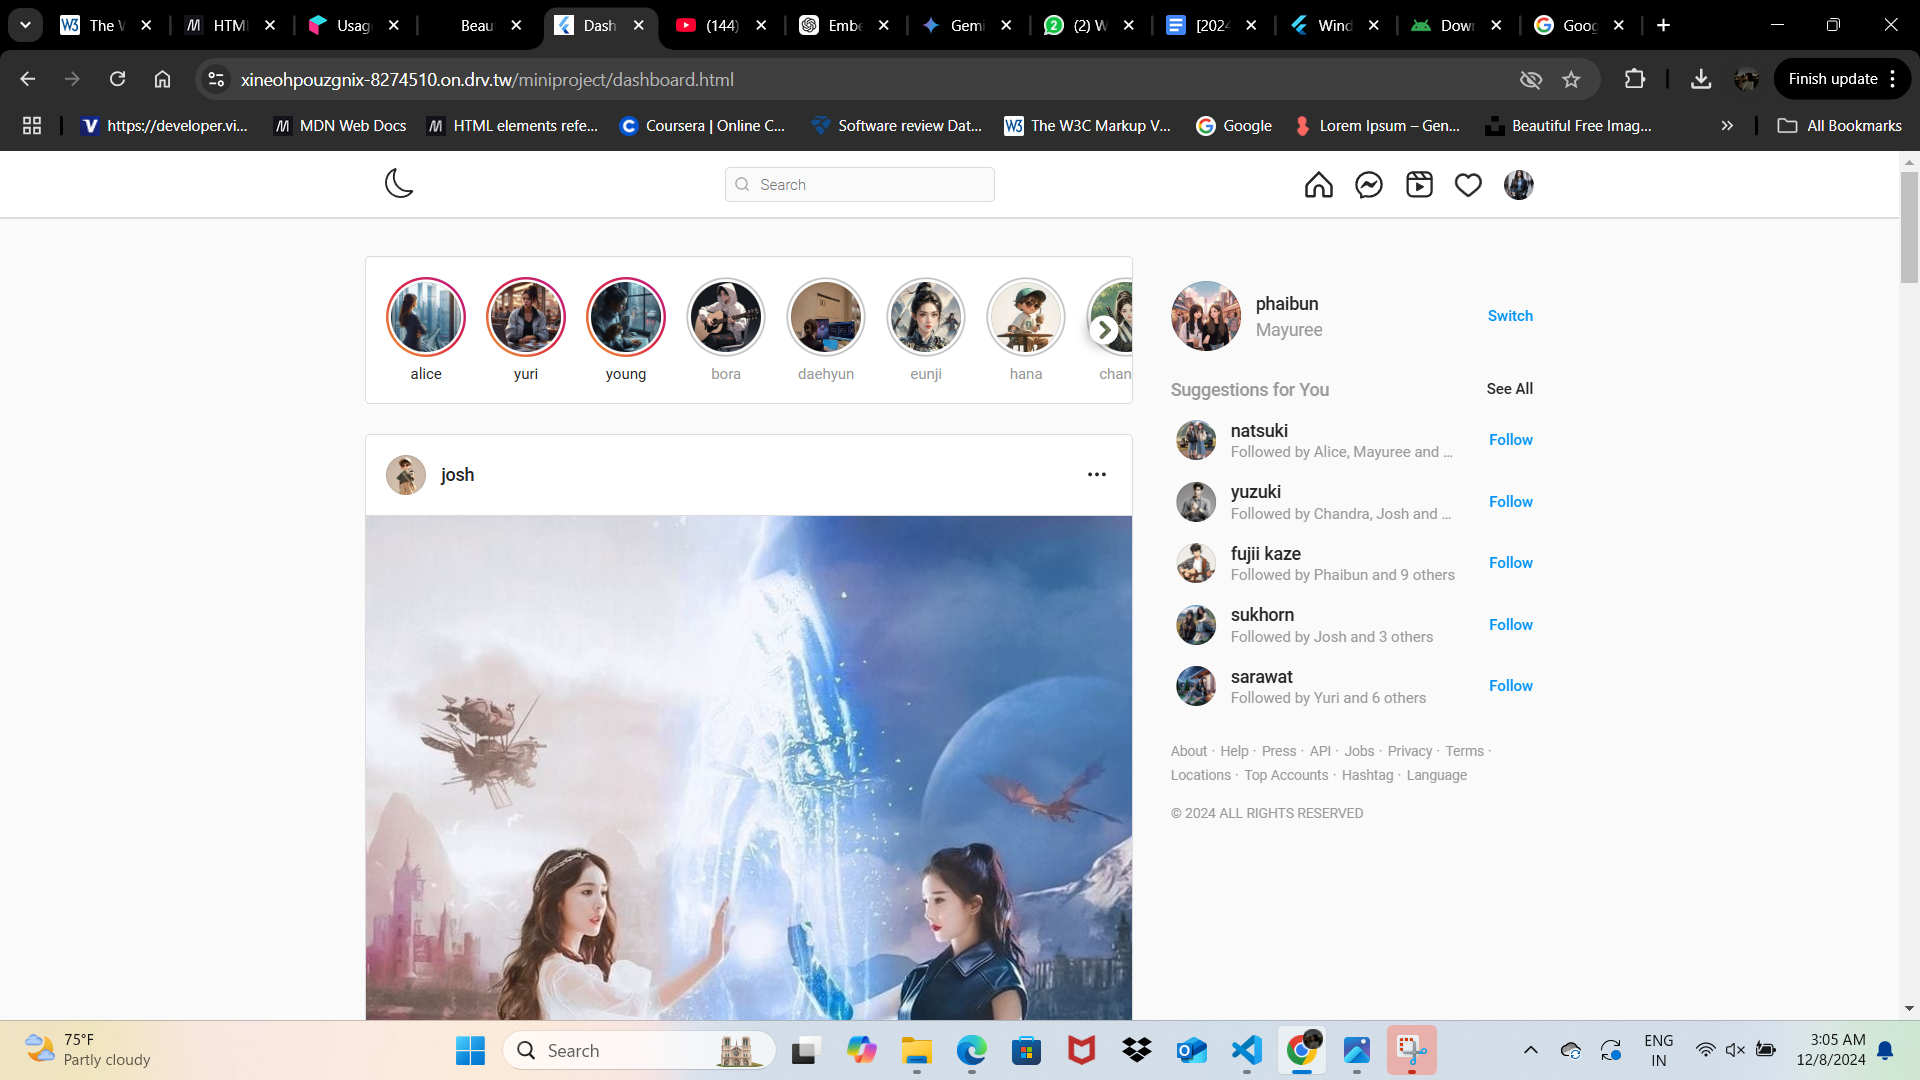 The W
HTML
Usag
Beau
Dash
(144)
Embe
Gemi
(2) W
[2024
Wind
Down
Goog
xineohpouzgnix-8274510.on.drv.tw/miniproject/dashboard.html
Finish update
https://developer.vi...
MDN Web Docs
HTML elements refe...
Coursera | Online C...
Software review Dat...
The W3C Markup V...
Google
Lorem Ipsum – Gen...
Beautiful Free Imag...
All Bookmarks
Search
alice
yuri
young
bora
daehyun
eunji
hana
chan
phaibun
Mayuree
Switch
Suggestions for You
See All
josh
natsuki
Followed by Alice, Mayuree and ...
Follow
yuzuki
Followed by Chandra, Josh and ...
Follow
fujii kaze
Followed by Phaibun and 9 others
Follow
sukhorn
Followed by Josh and 3 others
Follow
sarawat
Followed by Yuri and 6 others
Follow
About · Help · Press · API · Jobs · Privacy · Terms ·
Locations · Top Accounts · Hashtag · Language
© 2024 ALL RIGHTS RESERVED
75°F
Partly cloudy
Search
ENG
IN
3:05 AM
12/8/2024